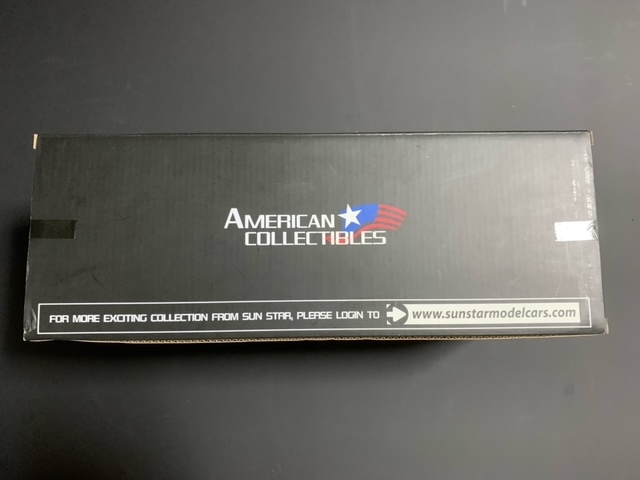 AMERICAN
COLLECTIBLES
FOR MORE EXCITING COLLECTION FROM SUN STAR, PLEASE LOGIN TO www.sunstarmodelcars.com